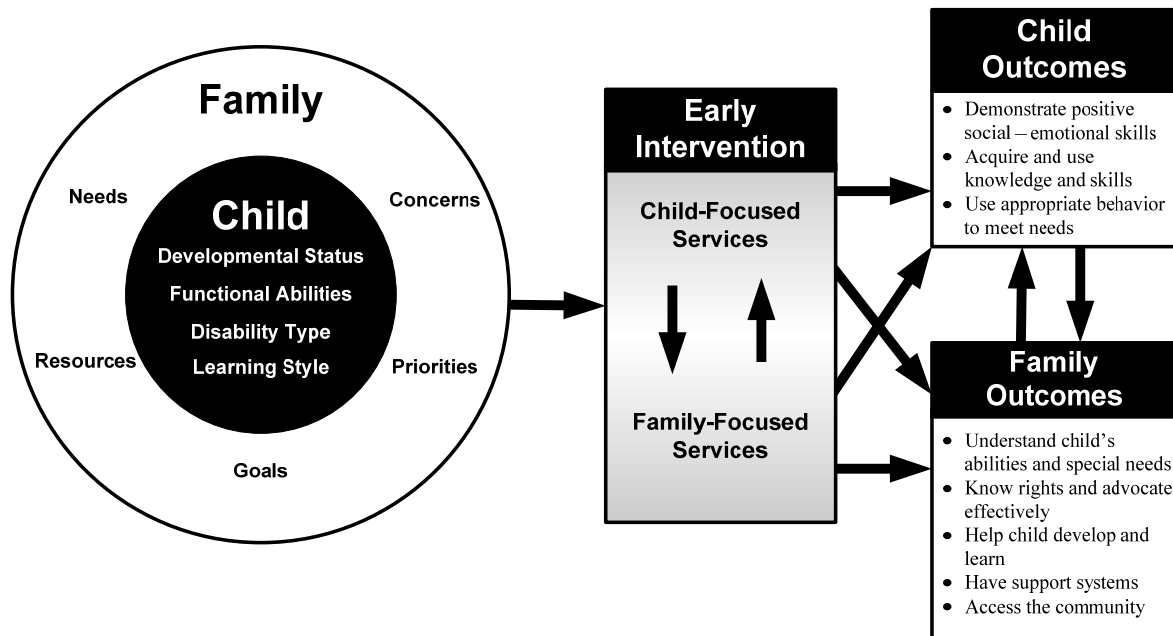 Family
Needs
Concerns
Child
Developmental Status
Functional Abilities
Disability Type
Learning Style
Resources
Priorities
Goals
Early
Intervention
Child-Focused
Services
Family-Focused
Services
Child
Outcomes
• Demonstrate positive
social – emotional skills
• Acquire and use
knowledge and skills
• Use appropriate behavior
to meet needs
Family
Outcomes
• Understand child’s
abilities and special needs
• Know rights and advocate
effectively
• Help child develop and
learn
• Have support systems
• Access the community